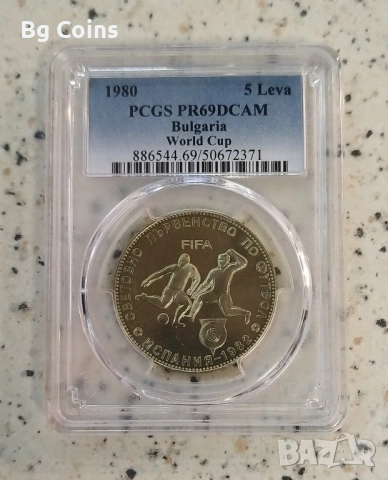 Bg Coins
1980 5 Leva
PCGS PR69DCAM
Bulgaria
World Cup
886544.69/50672371
СВЕТОВНО ПЪРВЕНСТВО ПО ФУТБОЛ
FIFA
ИСПАНИЯ-1982
BAZAR